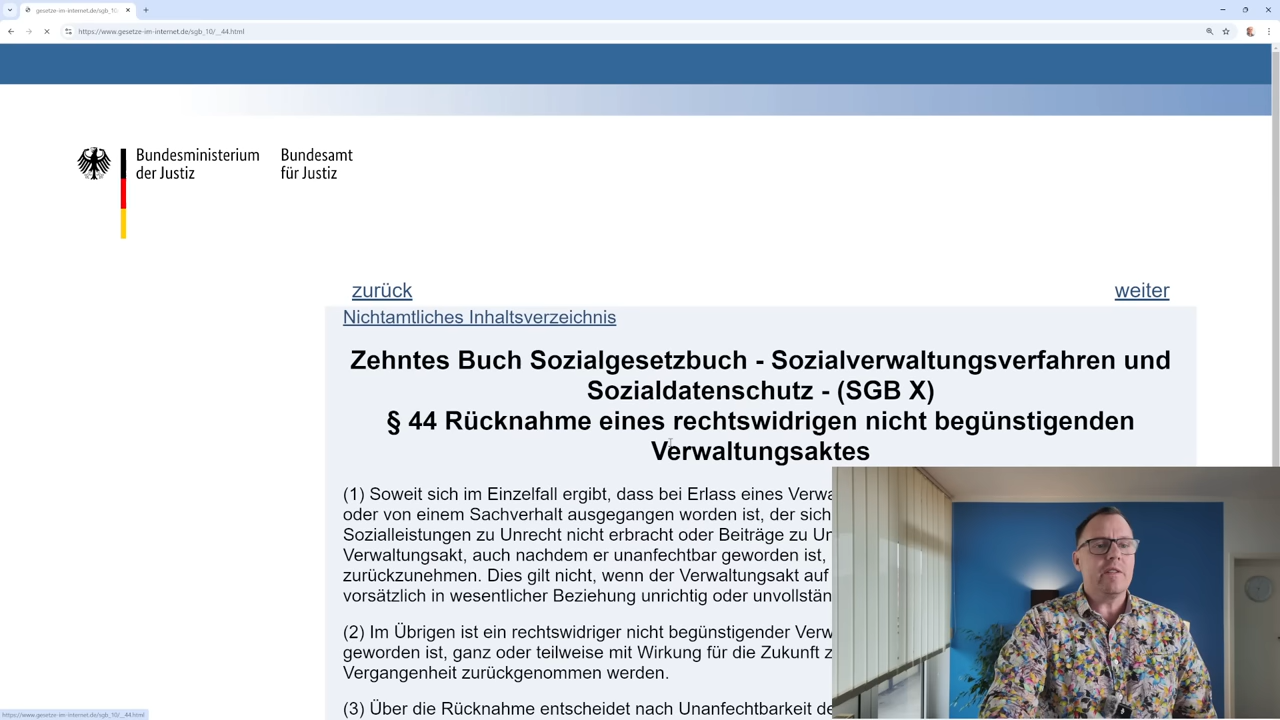 gesetze-im-internet.de/sgb_10
https://www.gesetze-im-internet.de/sgb_10/__44.html
Bundesministerium
der Justiz
Bundesamt
für Justiz
zurück
weiter
Nichtamtliches Inhaltsverzeichnis
Zehntes Buch Sozialgesetzbuch - Sozialverwaltungsverfahren und
Sozialdatenschutz - (SGB X)
§ 44 Rücknahme eines rechtswidrigen nicht begünstigenden
Verwaltungsaktes
(1) Soweit sich im Einzelfall ergibt, dass bei Erlass eines Verwa
oder von einem Sachverhalt ausgegangen worden ist, der sich
Sozialleistungen zu Unrecht nicht erbracht oder Beiträge zu Un
Verwaltungsakt, auch nachdem er unanfechtbar geworden ist,
zurückzunehmen. Dies gilt nicht, wenn der Verwaltungsakt auf
vorsätzlich in wesentlicher Beziehung unrichtig oder unvollstän
(2) Im Übrigen ist ein rechtswidriger nicht begünstigender Verw
geworden ist, ganz oder teilweise mit Wirkung für die Zukunft z
Vergangenheit zurückgenommen werden.
(3) Über die Rücknahme entscheidet nach Unanfechtbarkeit de
https://www.gesetze-im-internet.de/sgb_10/__44.html